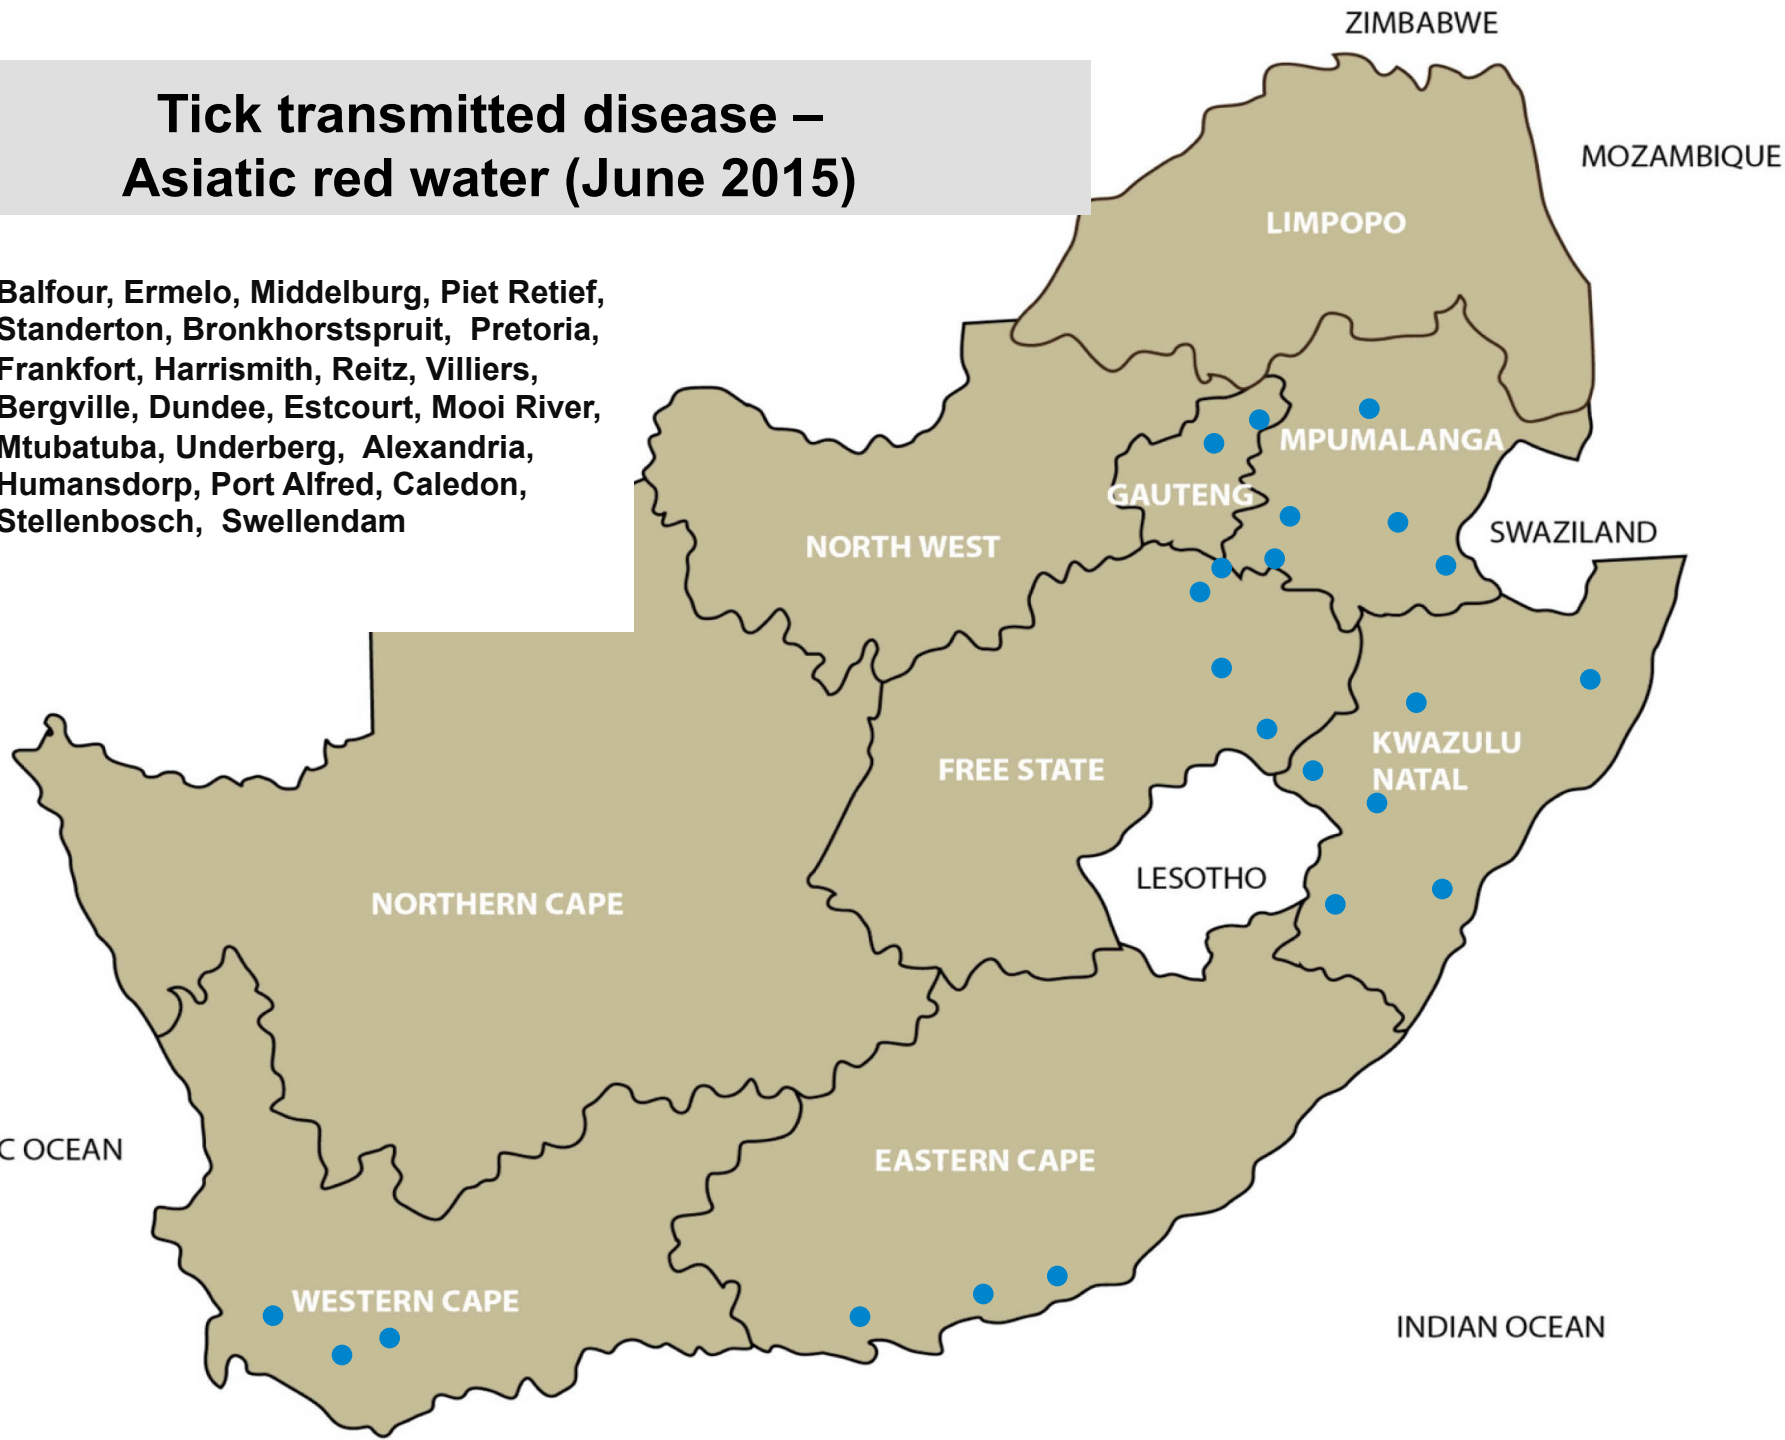 ZIMBABWE
Tick transmitted disease –
Asiatic red water (June 2015)
MOZAMBIQUE
LIMPOPO
Balfour, Ermelo, Middelburg, Piet Retief,
Standerton, Bronkhorstspruit, Pretoria,
Frankfort, Harrismith, Reitz, Villiers,
Bergville, Dundee, Estcourt, Mooi River,
Mtubatuba, Underberg, Alexandria,
Humansdorp, Port Alfred, Caledon,
Stellenbosch, Swellendam
MPUMALANGA
GAUTENG
SWAZILAND
NORTH WEST
KWAZULU
NATAL
FREE STATE
LESOTHO
NORTHERN CAPE
C OCEAN
EASTERN CAPE
WESTERN CAPE
INDIAN OCEAN